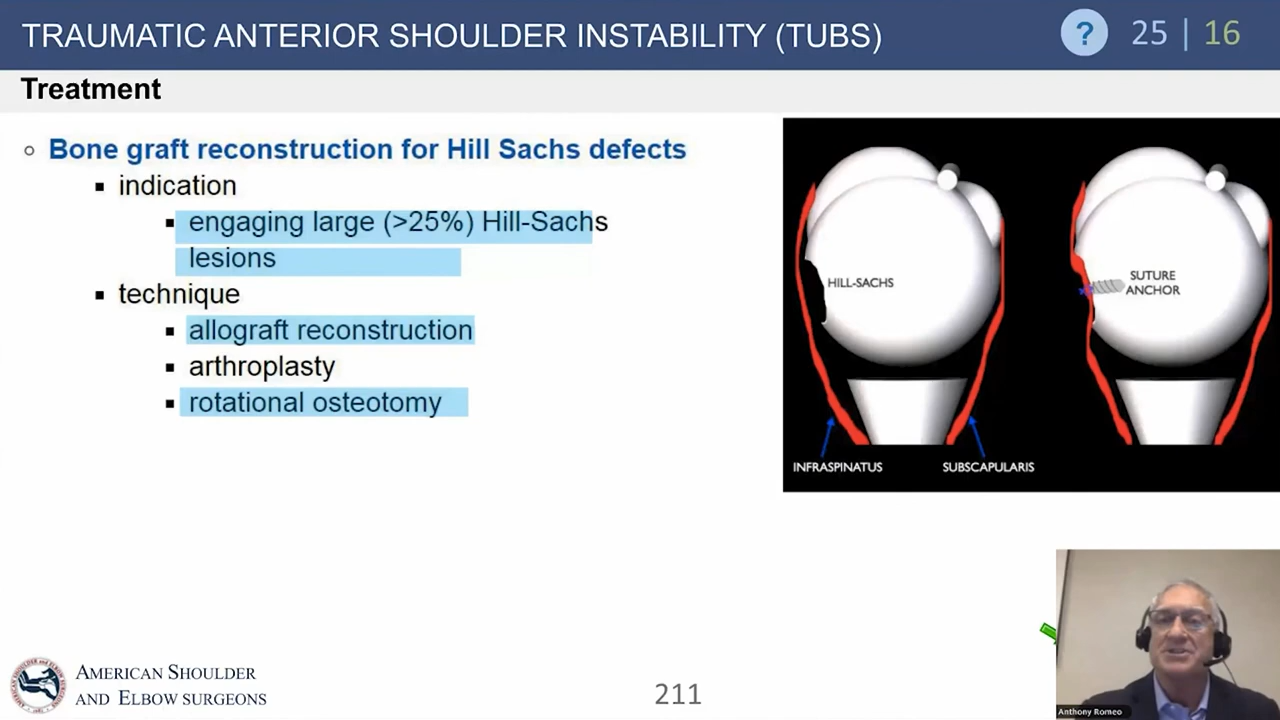 TRAUMATIC ANTERIOR SHOULDER INSTABILITY (TUBS)
? 25 | 16
Treatment
Bone graft reconstruction for Hill Sachs defects
indication
engaging large (>25%) Hill-Sachs
lesions
technique
allograft reconstruction
arthroplasty
rotational osteotomy
HILL-SACHS
SUTURE
ANCHOR
INFRASPINATUS
SUBSCAPULARIS
AMERICAN SHOULDER
AND ELBOW SURGEONS
211
Anthony Romeo